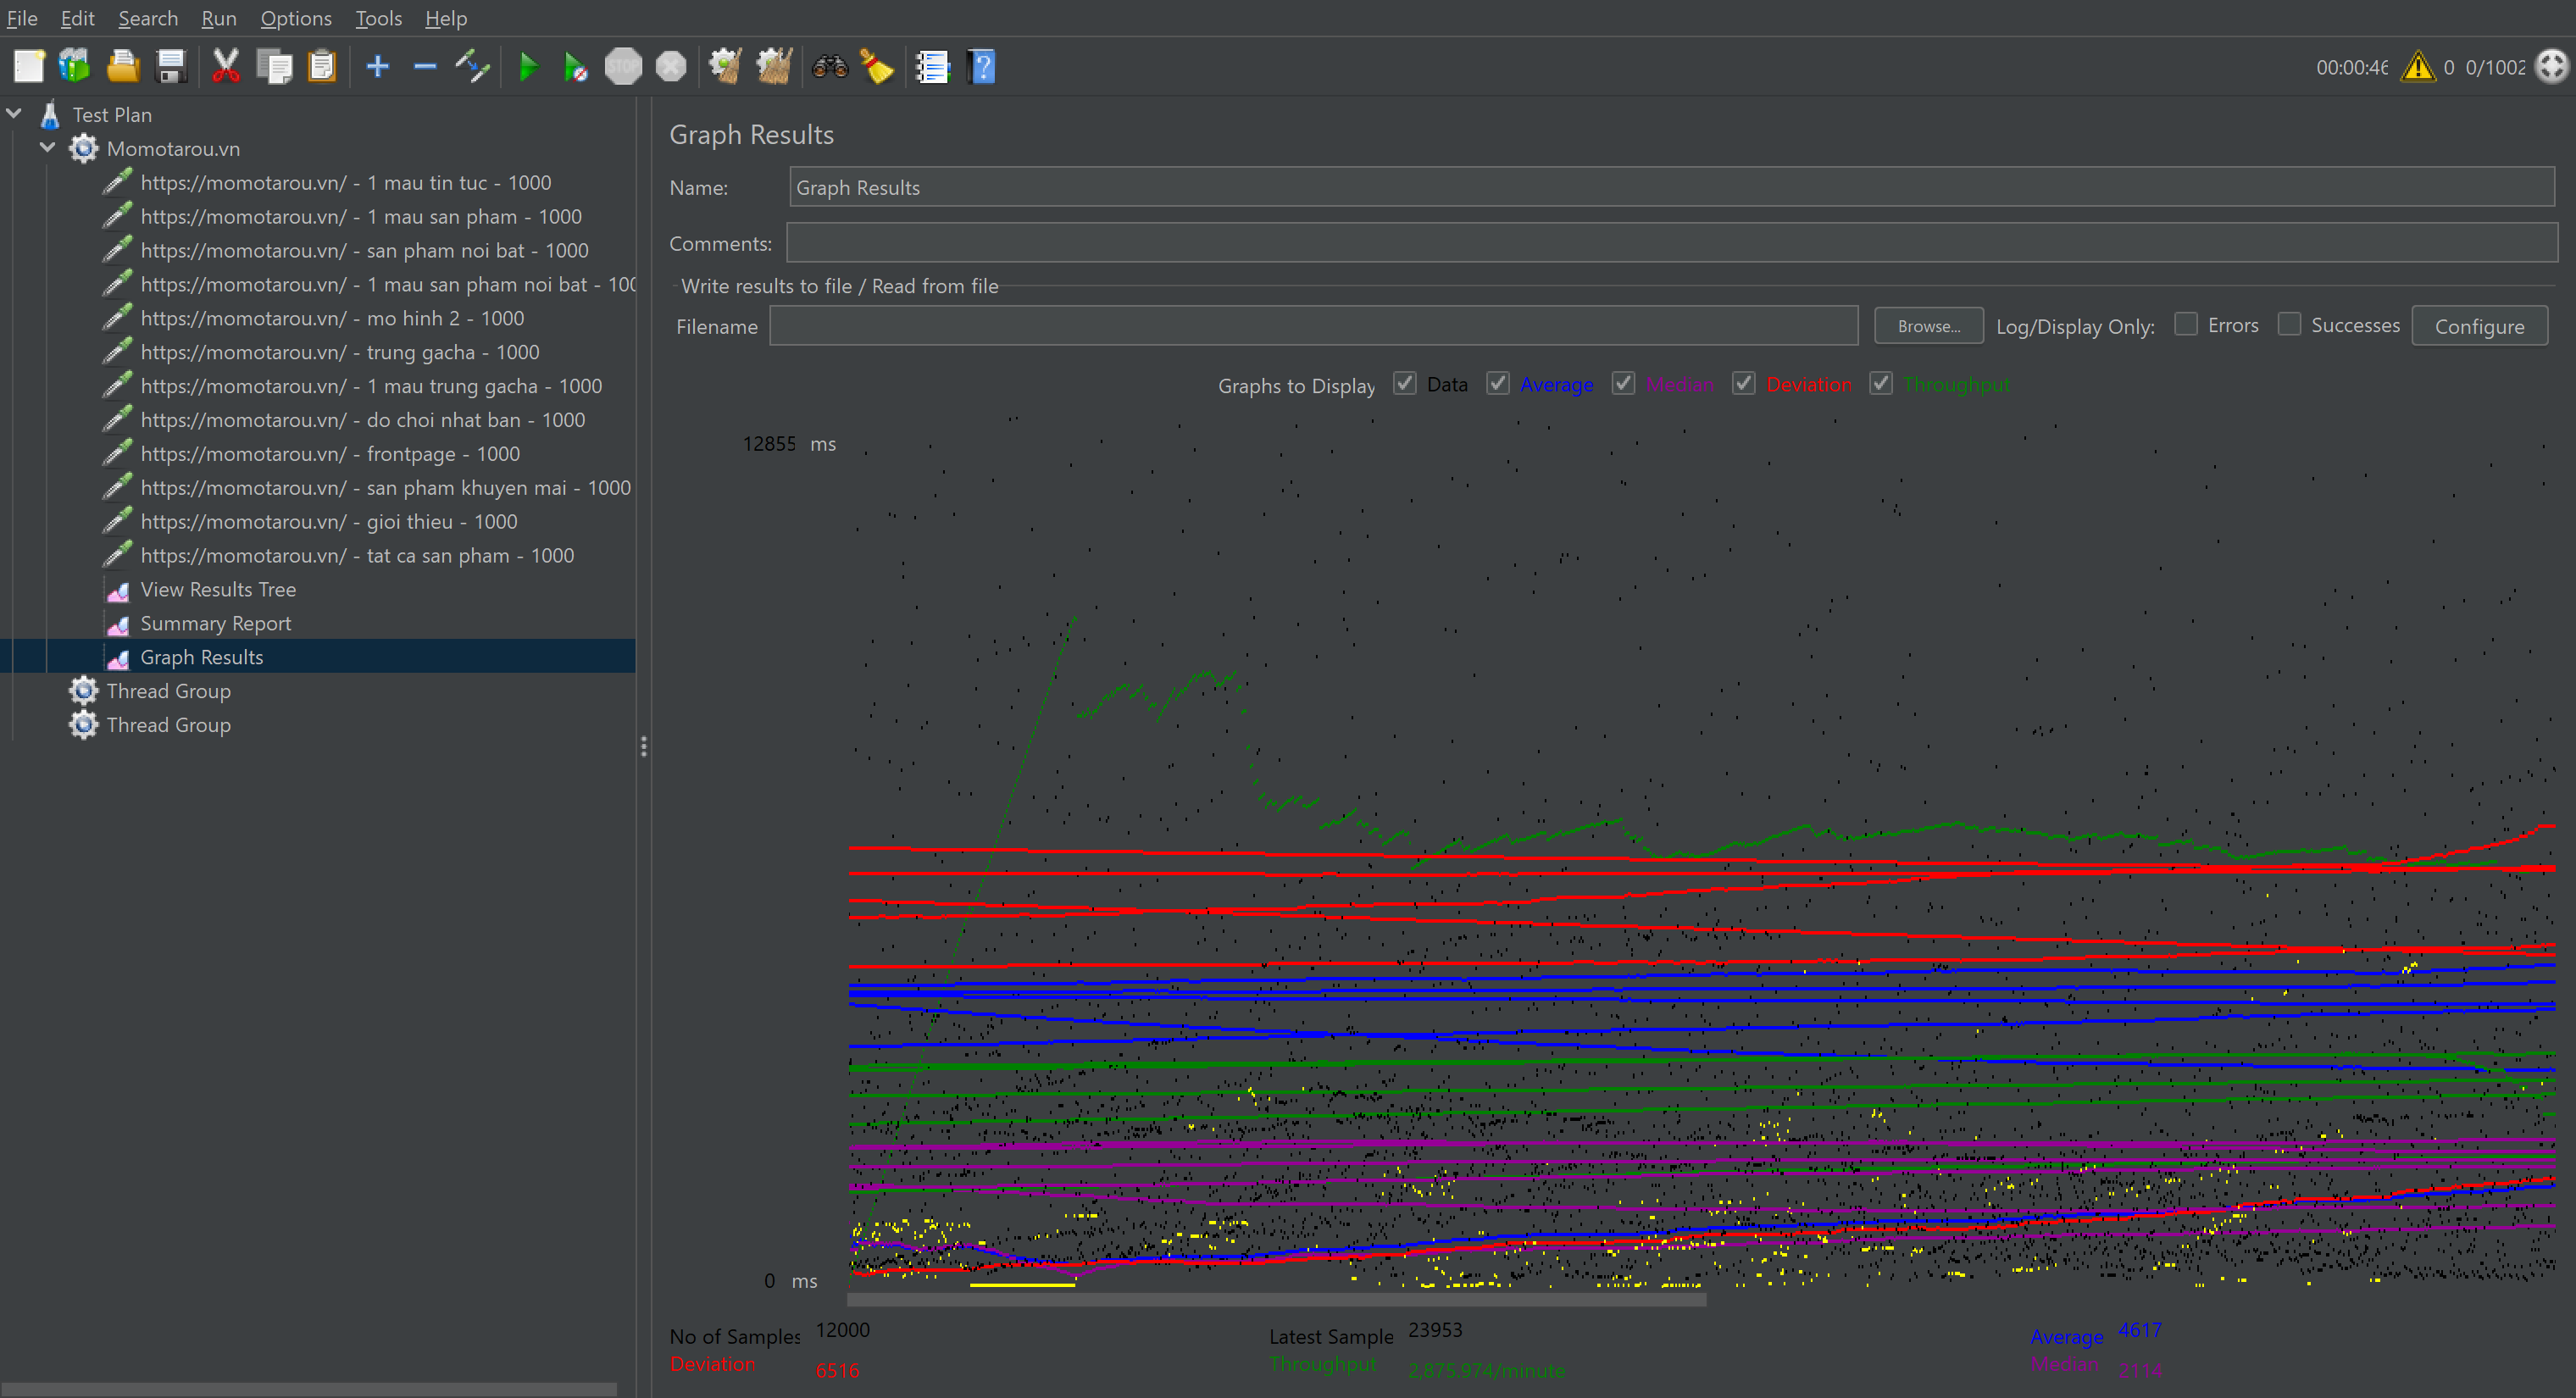 File Edit Search Run Options Tools Help
STOP
00:00:46 0 0/1002
Test Plan
Momotarou.vn
https://momotarou.vn/ - 1 mau tin tuc - 1000
https://momotarou.vn/ - 1 mau san pham - 1000
https://momotarou.vn/ - san pham noi bat - 1000
https://momotarou.vn/ - 1 mau san pham noi bat - 100
https://momotarou.vn/ - mo hinh 2 - 1000
https://momotarou.vn/ - trung gacha - 1000
https://momotarou.vn/ - 1 mau trung gacha - 1000
https://momotarou.vn/ - do choi nhat ban - 1000
https://momotarou.vn/ - frontpage - 1000
https://momotarou.vn/ - san pham khuyen mai - 1000
https://momotarou.vn/ - gioi thieu - 1000
https://momotarou.vn/ - tat ca san pham - 1000
View Results Tree
Summary Report
Graph Results
Thread Group
Thread Group
Graph Results
Name: Graph Results
Comments:
Write results to file / Read from file
Filename Browse... Log/Display Only: Errors Successes Configure
Graphs to Display Data Average Median Deviation Throughput
12855 ms
0 ms
No of Samples 12000 Latest Sample 23953 Average 4617
Deviation 6516 Throughput 2,875.974/minute Median 2114